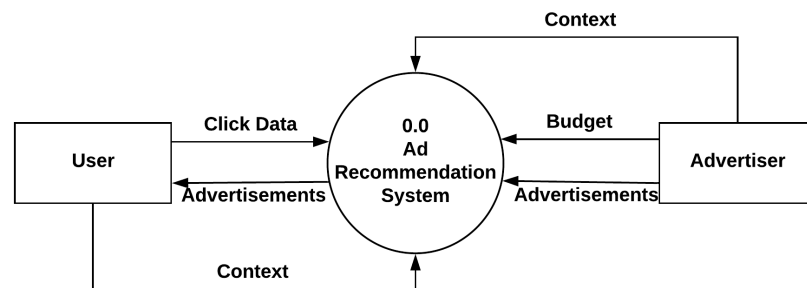 Context
Click Data
0.0
Ad
Recommendation
System
Budget
User
Advertiser
Advertisements
Advertisements
Context